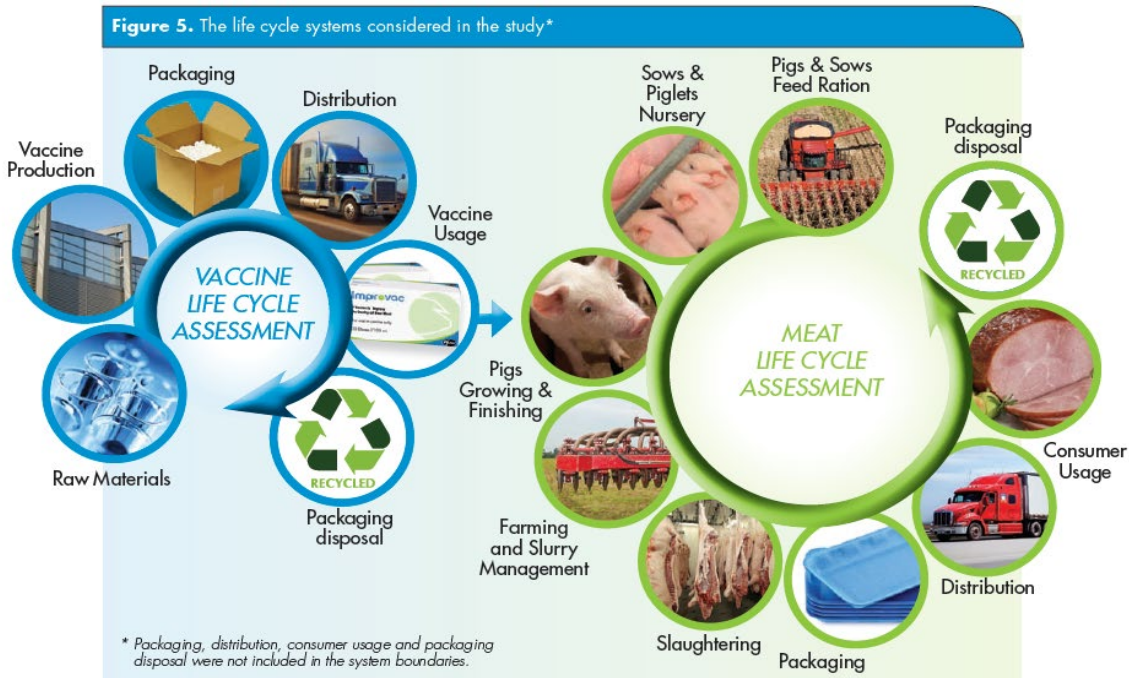 Figure 5. The life cycle systems considered in the study*
Packaging
Distribution
Vaccine
Production
Vaccine
Usage
improvac
VACCINE
LIFE CYCLE
ASSESSMENT
Raw Materials
RECYCLED
Packaging
disposal
Sows &
Piglets
Nursery
Pigs & Sows
Feed Ration
Packaging
disposal
RECYCLED
MEAT
LIFE CYCLE
ASSESSMENT
Pigs
Growing &
Finishing
Consumer
Usage
Farming
and Slurry
Management
Distribution
Slaughtering
Packaging
* Packaging, distribution, consumer usage and packaging
disposal were not included in the system boundaries.